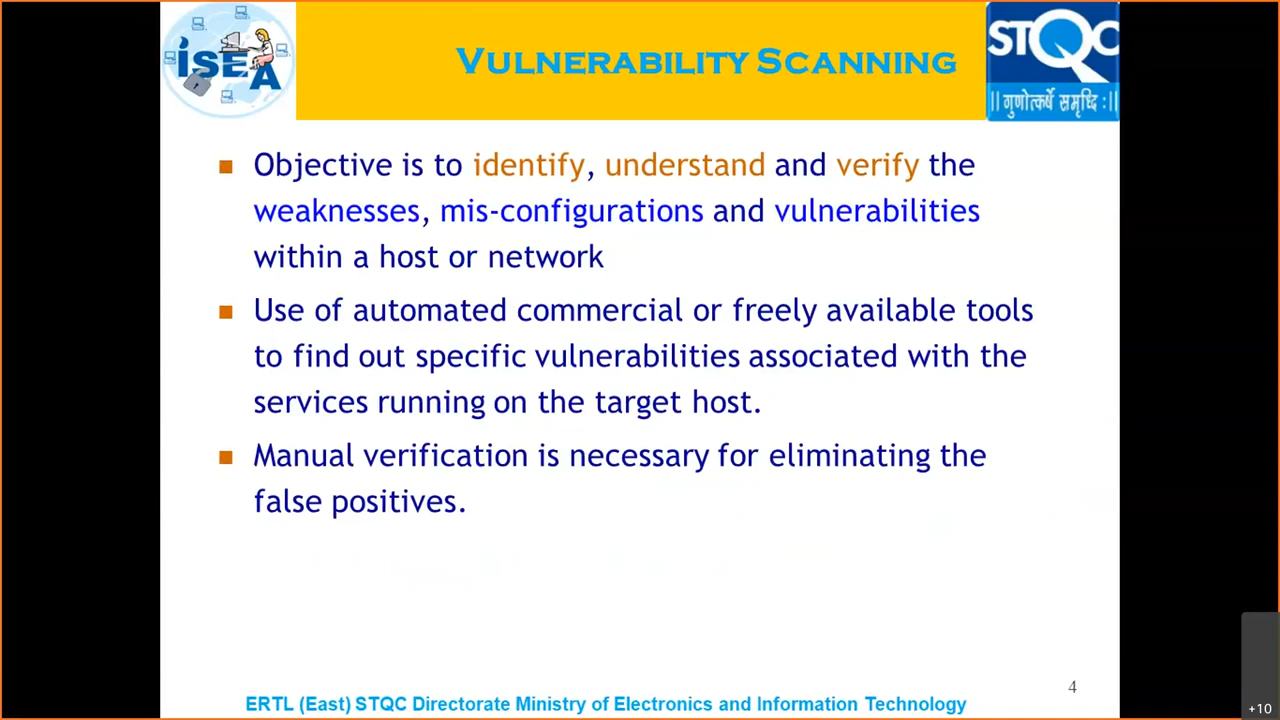 iSEA
VULNERABILITY SCANNING
STQC
||गुणोत्कर्षे समृध्दि :||
Objective is to identify, understand and verify the
weaknesses, mis-configurations and vulnerabilities
within a host or network
Use of automated commercial or freely available tools
to find out specific vulnerabilities associated with the
services running on the target host.
Manual verification is necessary for eliminating the
false positives.
4
ERTL (East) STQC Directorate Ministry of Electronics and Information Technology
+10